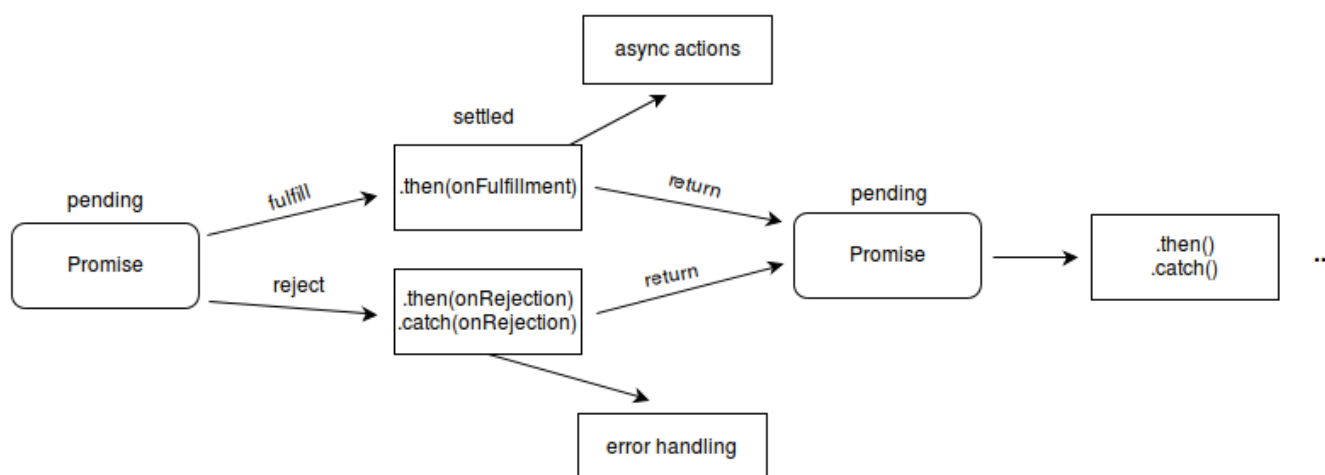 async actions
settled
pending
fulfill
.then(onFulfillment)
return
pending
Promise
reject
.then(onRejection)
.catch(onRejection)
return
Promise
.then()
.catch()
..
error handling